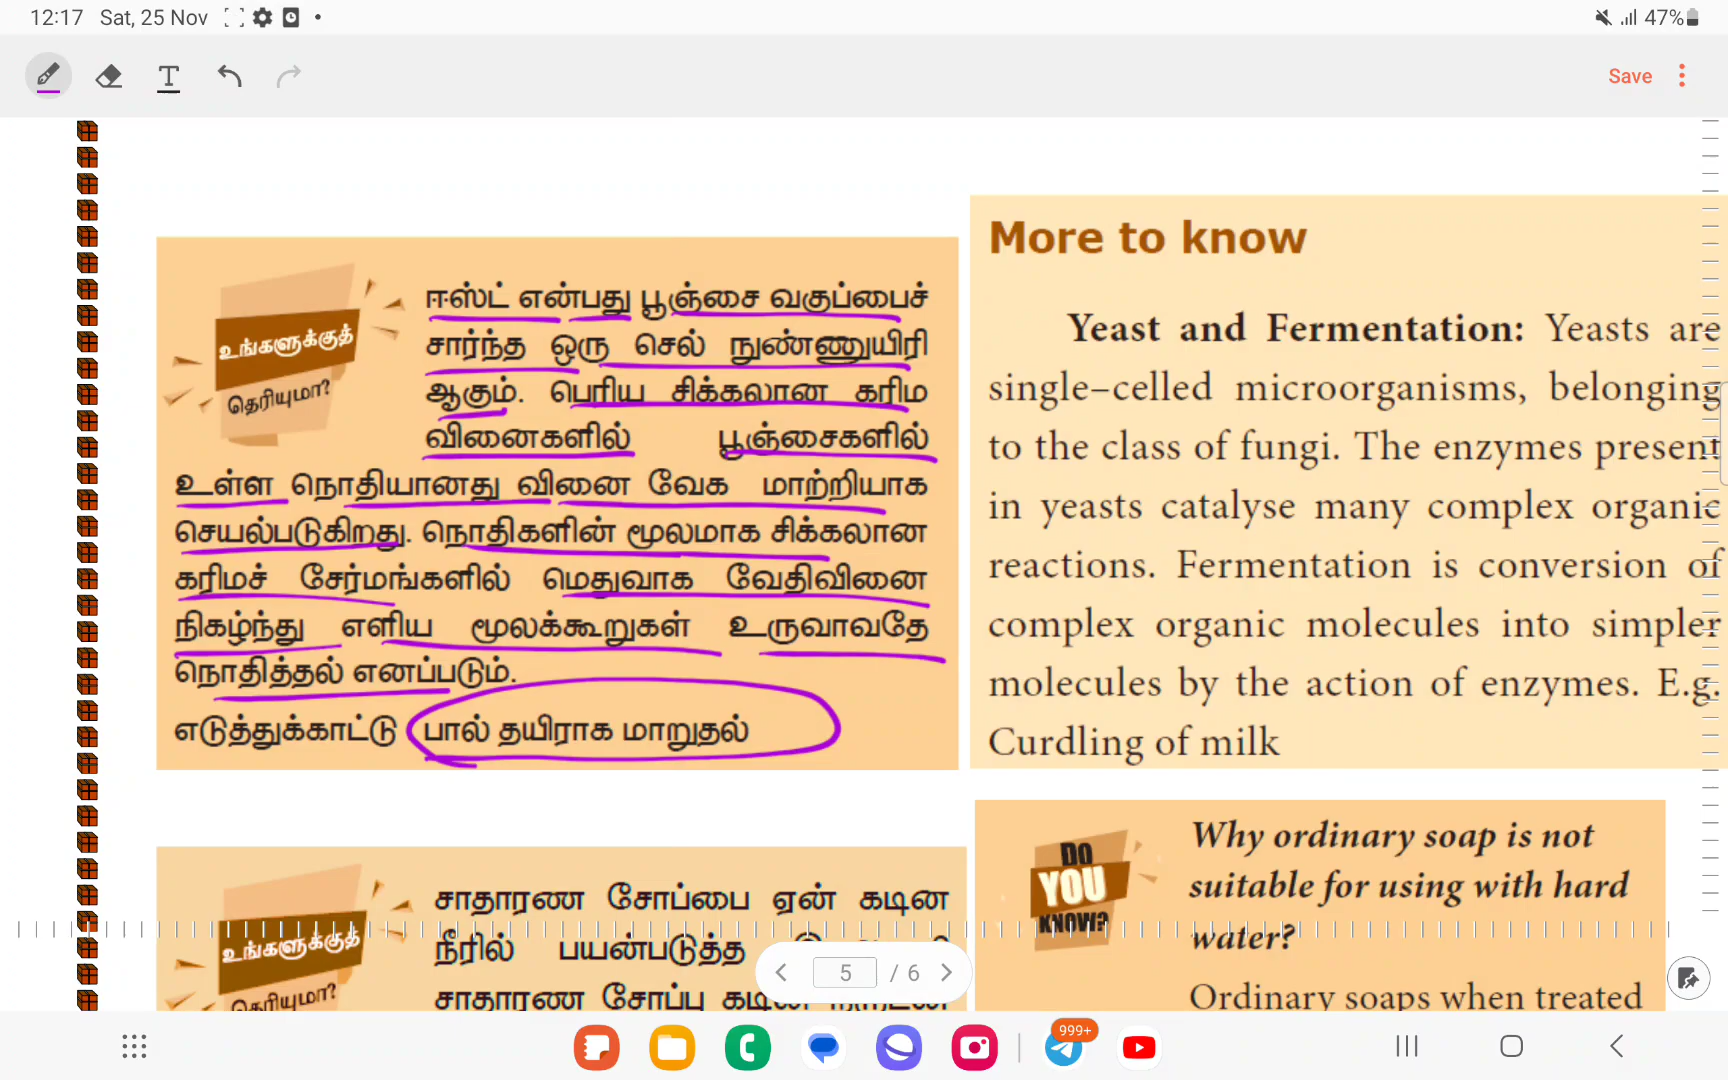 12:17 Sat, 25 Nov
47%
T
Save
உங்களுக்குத்
தெரியுமா?
ஈஸ்ட் என்பது பூஞ்சை வகுப்பைச்
சார்ந்த ஒரு செல் நுண்ணுயிரி
ஆகும். பெரிய சிக்கலான கரிம
வினைகளில் பூஞ்சைகளில்
உள்ள நொதியானது வினை வேக மாற்றியாக
செயல்படுகிறது. நொதிகளின் மூலமாக சிக்கலான
கரிமச் சேர்மங்களில் மெதுவாக வேதிவினை
நிகழ்ந்து எளிய மூலக்கூறுகள் உருவாவதே
நொதித்தல் எனப்படும்.
எடுத்துக்காட்டு பால் தயிராக மாறுதல்
More to know
Yeast and Fermentation: Yeasts are
single–celled microorganisms, belonging
to the class of fungi. The enzymes present
in yeasts catalyse many complex organic
reactions. Fermentation is conversion of
complex organic molecules into simpler
molecules by the action of enzymes. E.g.
Curdling of milk
உங்களுக்குத்
தெரியுமா?
சாதாரண சோப்பை ஏன் கடின
நீரில் பயன்படுத்த
சாதாரண சோப்பு
DO
YOU
KNOW?
Why ordinary soap is not
suitable for using with hard
water?
Ordinary soaps when treated
5 / 6
999+